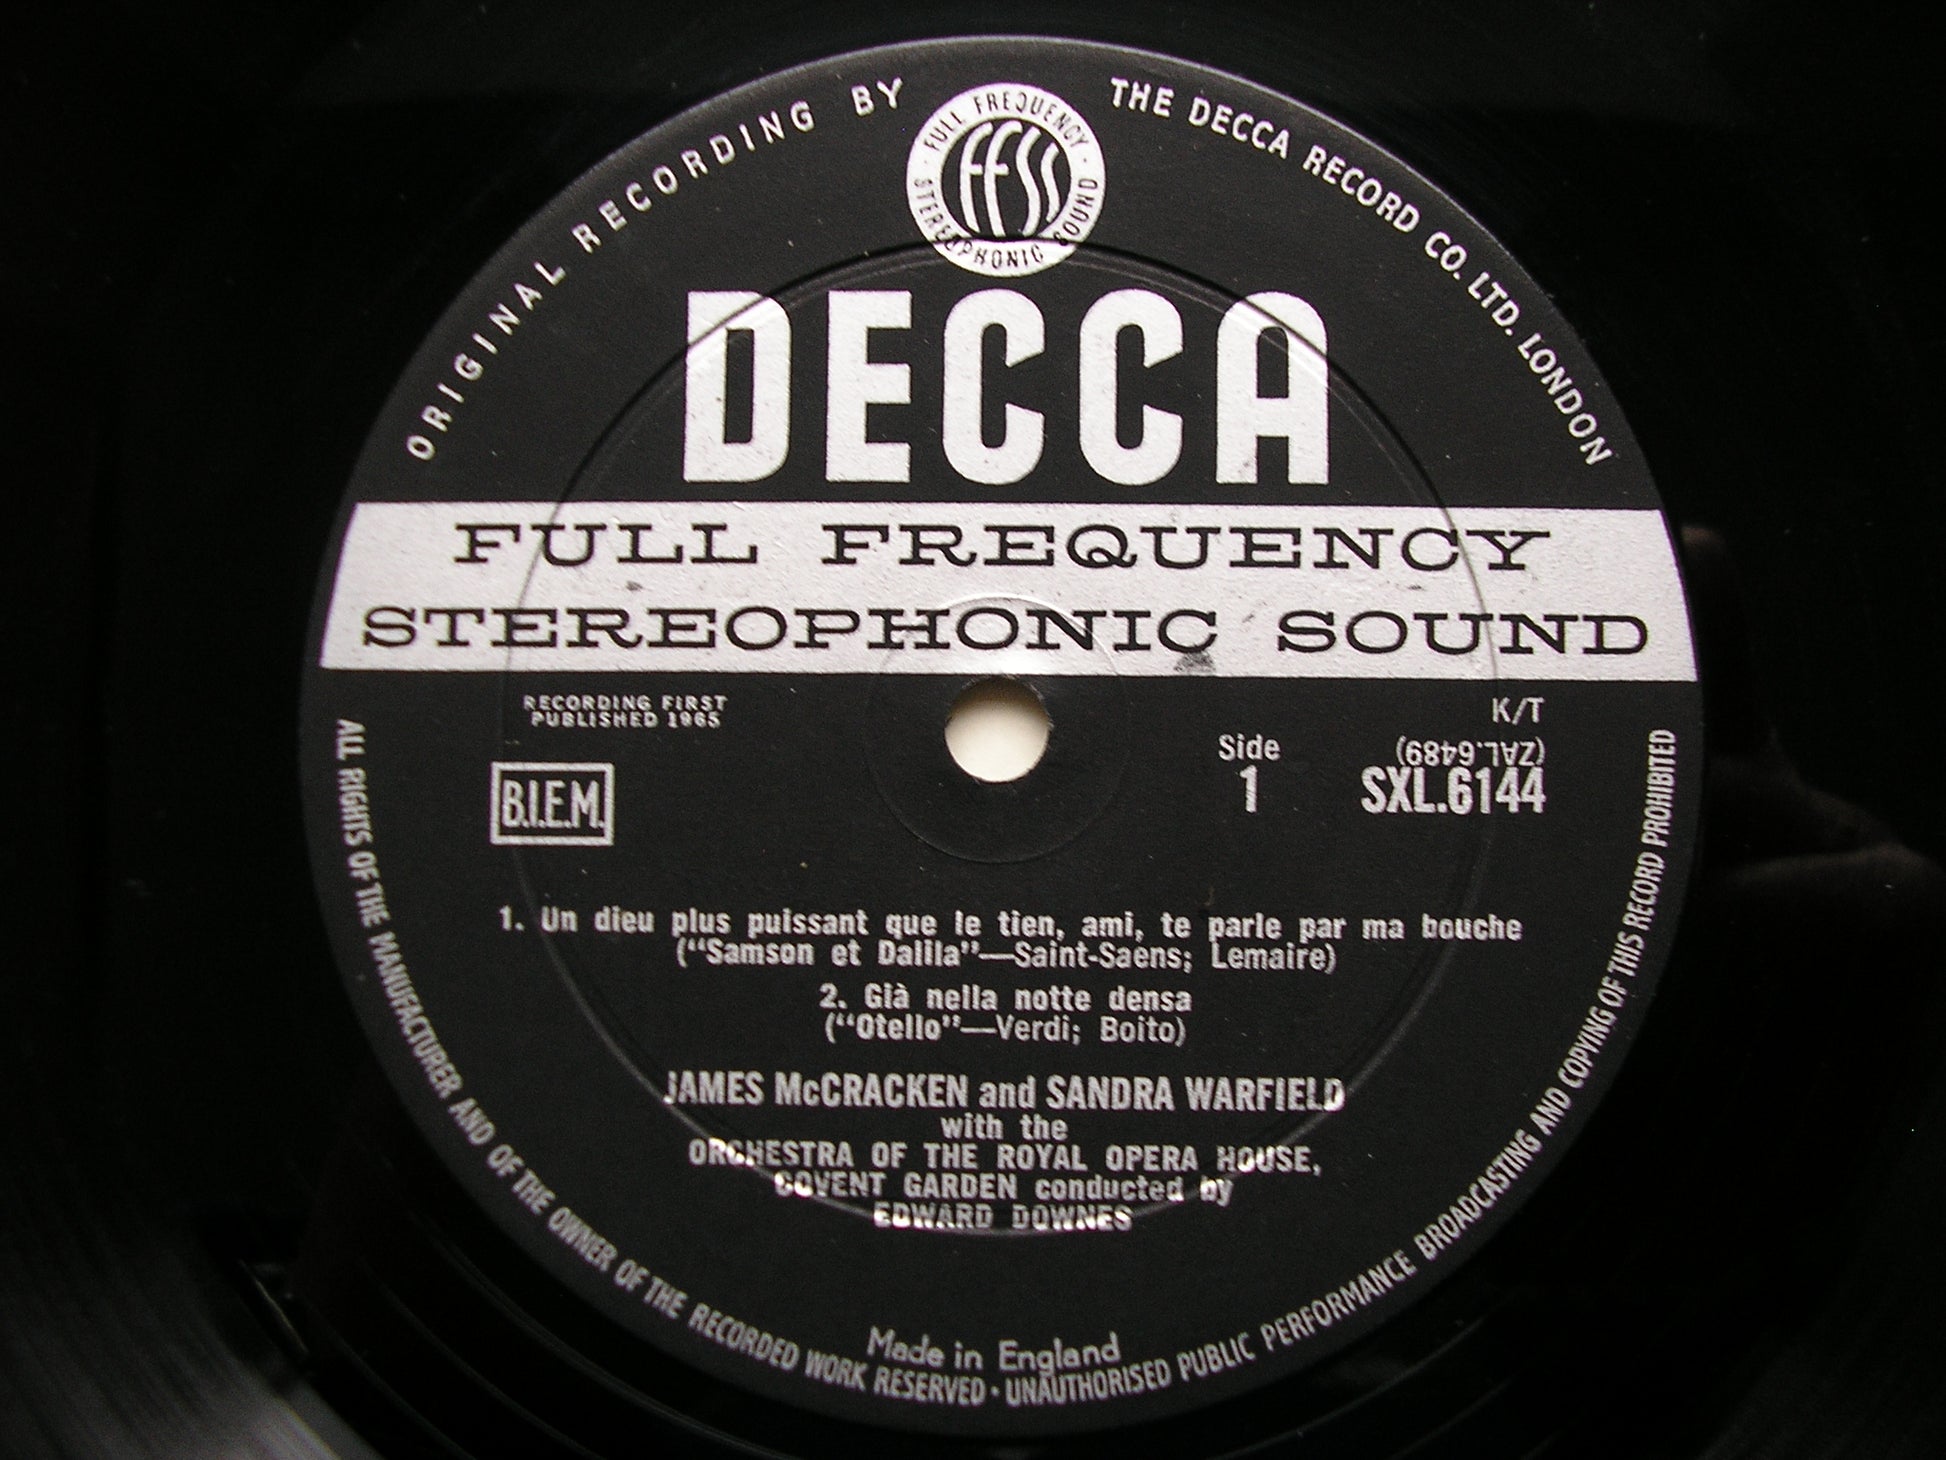 ORIGINAL RECORDING BY
THE DECCA RECORD CO. LTD. LONDON
FULL FREQUENCY
FFSS
STEREOPHONIC SOUND
DECCA
FULL FREQUENCY
STEREOPHONIC SOUND
RECORDING FIRST
PUBLISHED 1965
K/T
(ZAL.6489)
Side
1
SXL.6144
B.I.E.M.
1. Un dieu plus puissant que le tien, ami, te parle par ma bouche
("Samson et Dalila"—Saint-Saens; Lemaire)
2. Già nella notte densa
("Otello"—Verdi; Boito)
JAMES McCRACKEN and SANDRA WARFIELD
with the
ORCHESTRA OF THE ROYAL OPERA HOUSE,
COVENT GARDEN conducted by
EDWARD DOWNES
Made in England
ALL RIGHTS OF THE MANUFACTURER AND OF THE OWNER OF THE RECORDED WORK RESERVED · UNAUTHORISED PUBLIC PERFORMANCE BROADCASTING AND COPYING OF THIS RECORD PROHIBITED